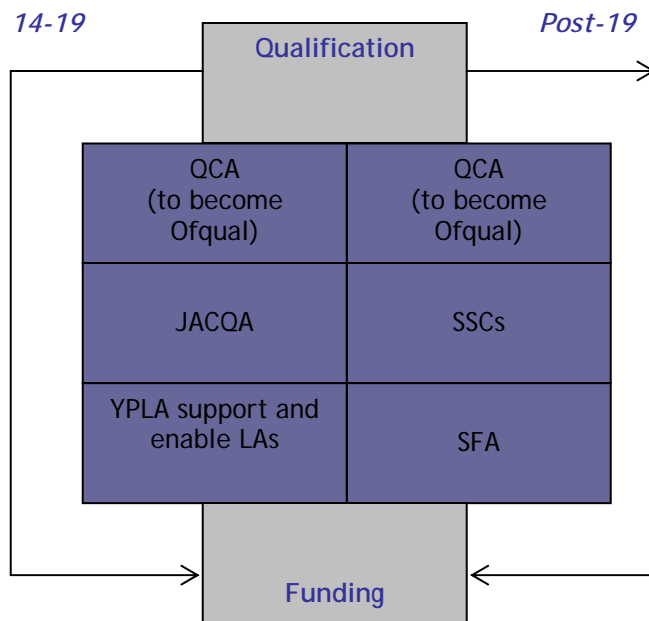 14-19
Post-19
Qualification
QCA
(to become
Ofqual)
QCA
(to become
Ofqual)
JACQA
SSCs
YPLA support and
enable LAs
SFA
Funding